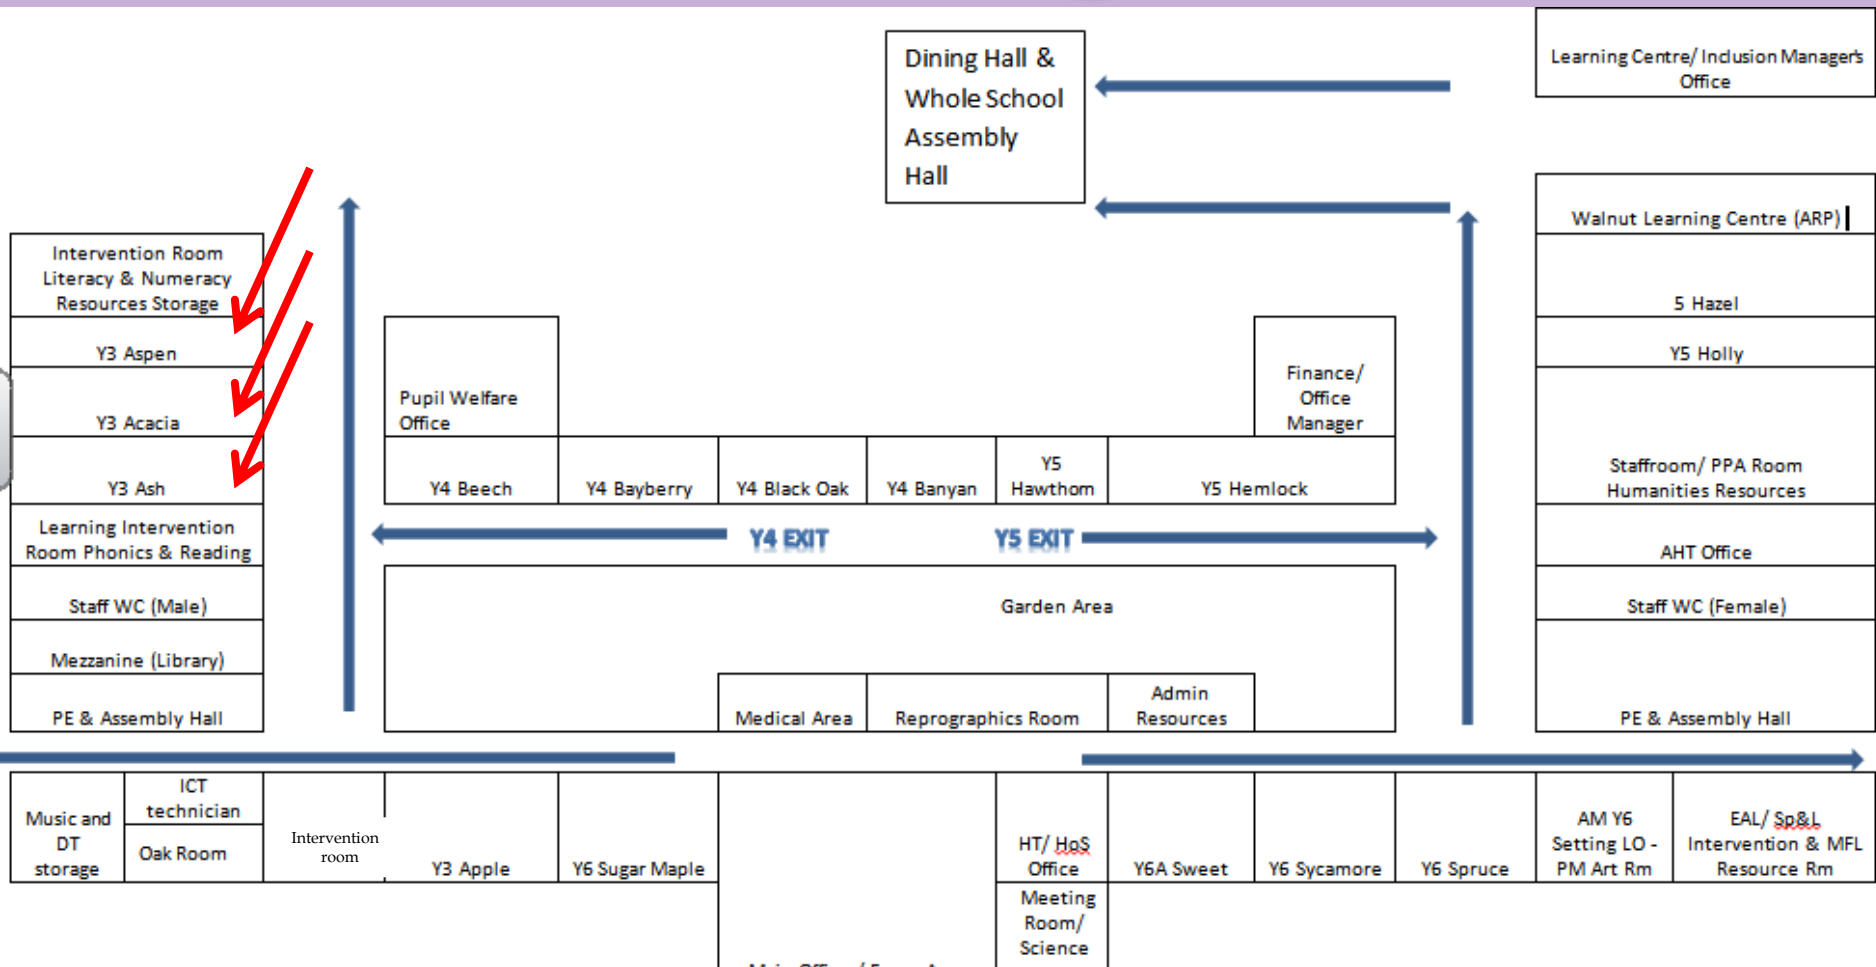 Dining Hall &
Whole School
Assembly
Hall
Learning Centre/ Inclusion Manager's
Office
Intervention Room
Literacy & Numeracy
Resources Storage
Y3 Aspen
Y3 Acacia
Y3 Ash
Learning Intervention
Room Phonics & Reading
Staff WC (Male)
Mezzanine (Library)
PE & Assembly Hall
Pupil Welfare
Office
Y4 Beech
Y4 Bayberry
Y4 Black Oak
Y4 Banyan
Y5
Hawthom
Y5 Hemlock
Finance/
Office
Manager
Y4 EXIT
Y5 EXIT
Garden Area
Medical Area
Reprographics Room
Admin
Resources
Walnut Learning Centre (ARP)
5 Hazel
Y5 Holly
Staffroom/ PPA Room
Humanities Resources
AHT Office
Staff WC (Female)
PE & Assembly Hall
Music and
DT
storage
ICT
technician
Oak Room
Intervention
room
Y3 Apple
Y6 Sugar Maple
HT/ HoS
Office
Meeting
Room/
Science
Y6A Sweet
Y6 Sycamore
Y6 Spruce
AM Y6
Setting LO -
PM Art Rm
EAL/ Sp&L
Intervention & MFL
Resource Rm